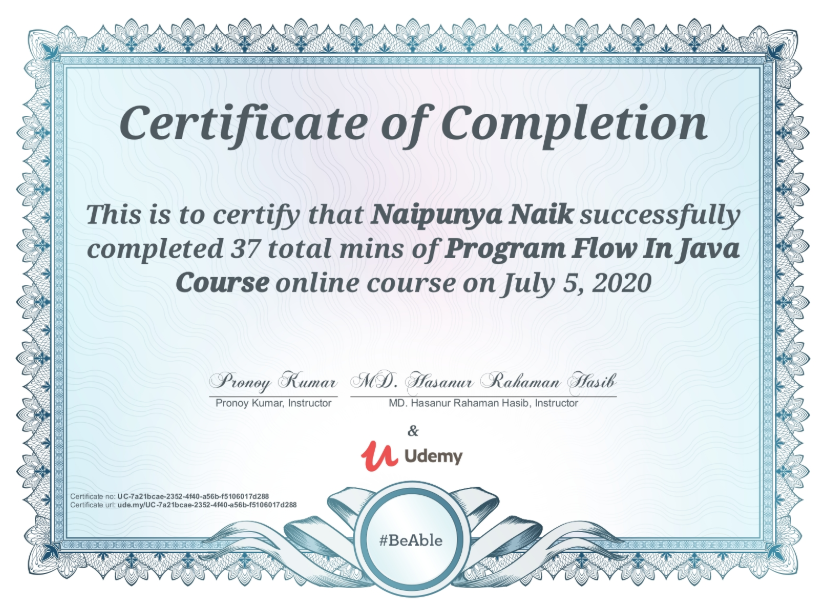 Certificate of Completion
This is to certify that Naipunya Naik successfully
completed 37 total mins of Program Flow In Java
Course online course on July 5, 2020
Pronoy Kumar MD. Hasanur Rahaman Hasib
Pronoy Kumar, Instructor MD. Hasanur Rahaman Hasib, Instructor
&
Udemy
Certificate no: UC-7a21bcae-2352-4f40-a56b-f5106017d288
Certificate url: ude.my/UC-7a21bcae-2352-4f40-a56b-f5106017d288
#BeAble